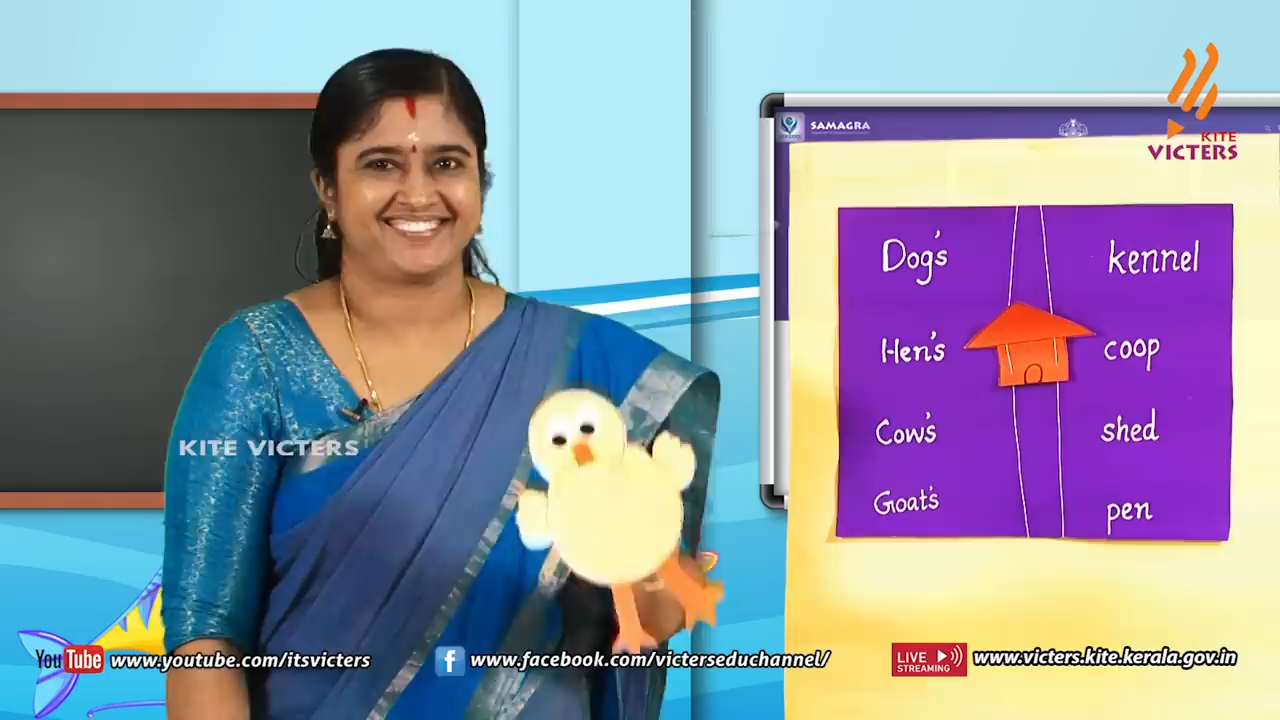 SAMAGRA
KITE
VICTERS
Dog's kennel
Hen's coop
Cow's shed
Goat's pen
KITE VICTERS
YouTube www.youtube.com/itsvicters
f www.facebook.com/victerseduchannel/
LIVE STREAMING www.victers.kite.kerala.gov.in